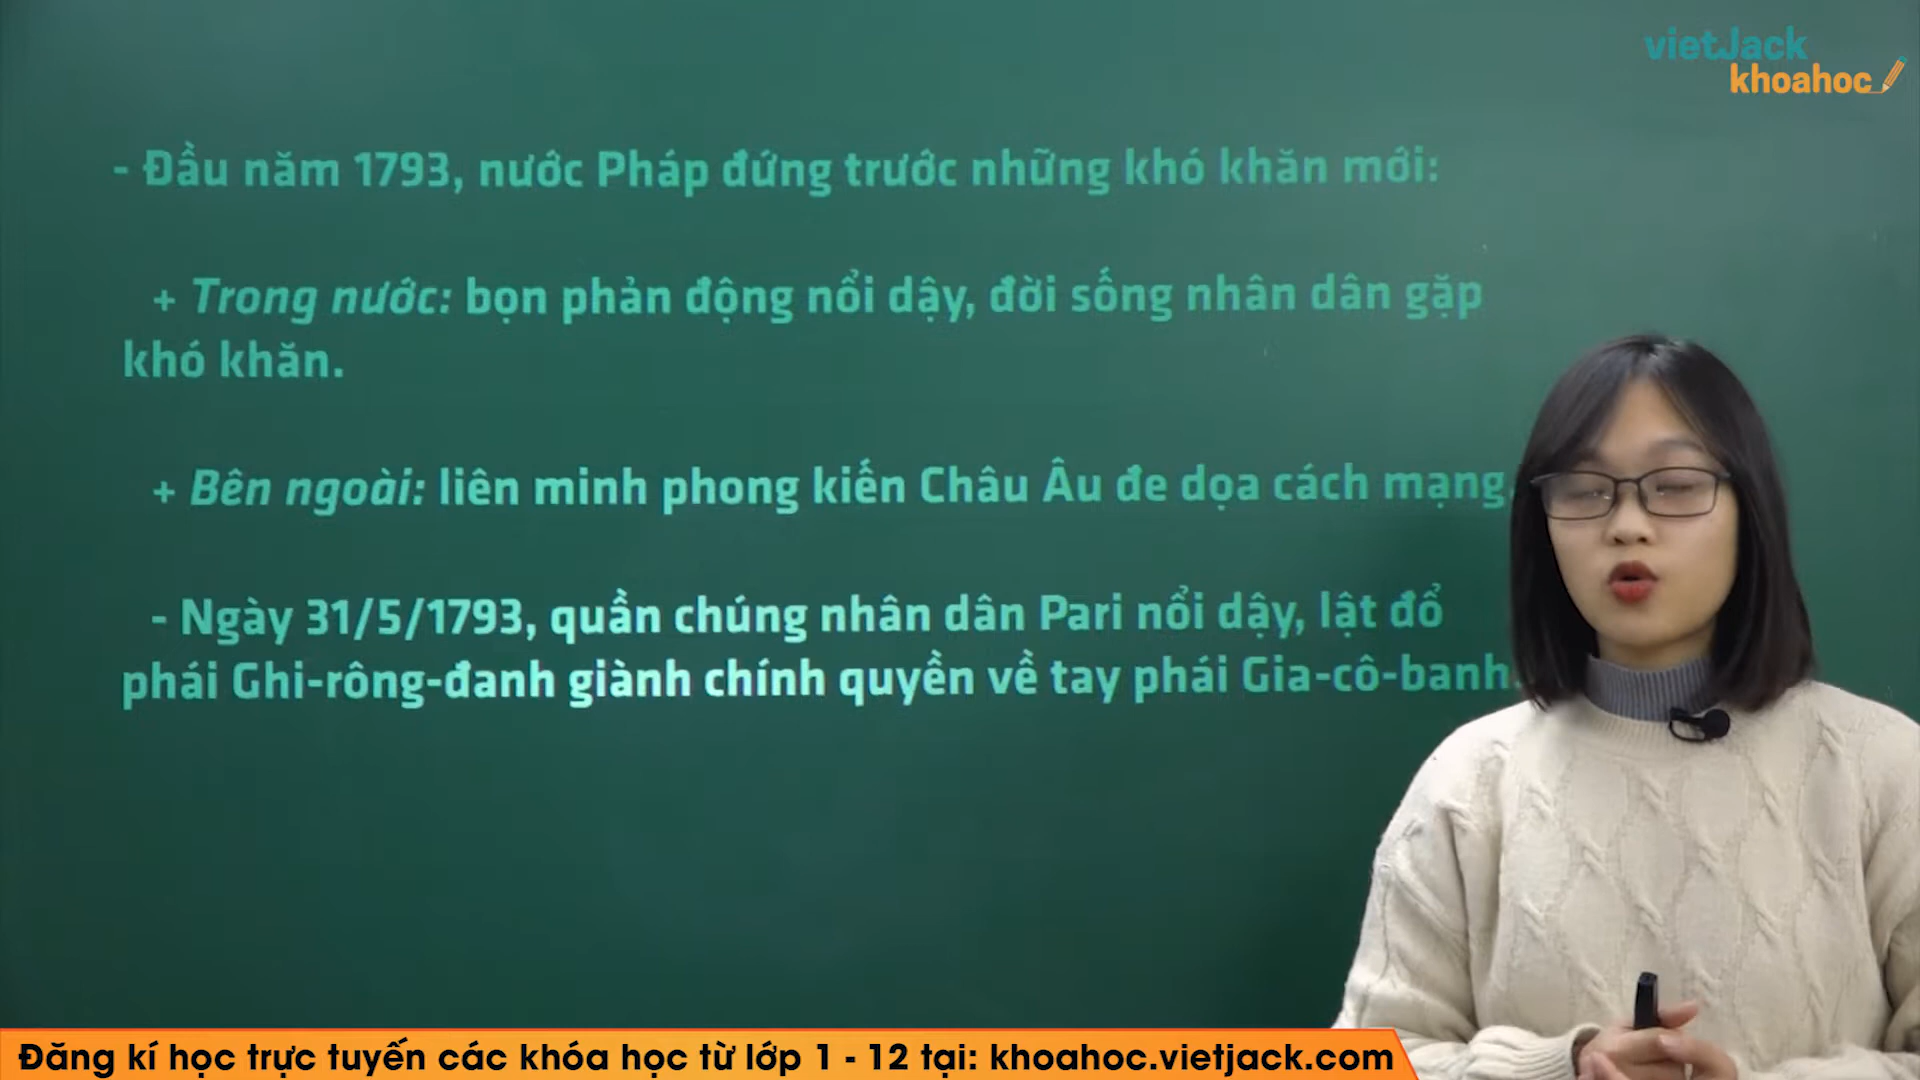 vietJack
khoahoc
- Đầu năm 1793, nước Pháp đứng trước những khó khăn mới:
+ Trong nước: bọn phản động nổi dậy, đời sống nhân dân gặp
khó khăn.
+ Bên ngoài: liên minh phong kiến Châu Âu đe dọa cách mạng.
- Ngày 31/5/1793, quần chúng nhân dân Pari nổi dậy, lật đổ
phái Ghi-rông-đanh giành chính quyền về tay phái Gia-cô-banh.
Đăng kí học trực tuyến các khóa học từ lớp 1 - 12 tại: khoahoc.vietjack.com